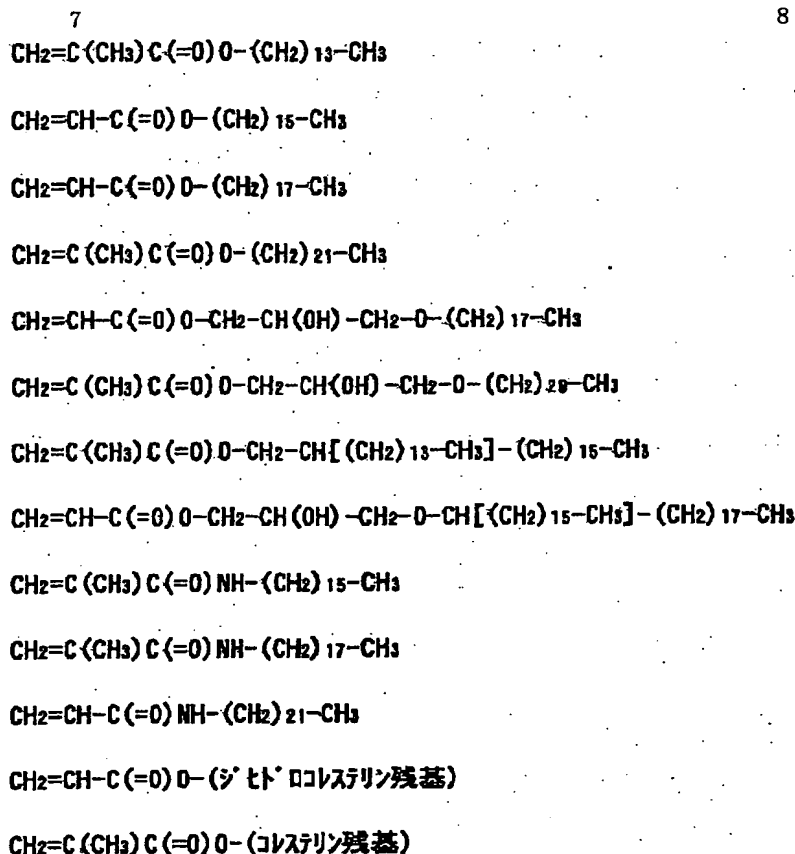 7 8
CH2=C(CH3)C(=O)O-(CH2)13-CH3
CH2=CH-C(=O)O-(CH2)15-CH3
CH2=CH-C(=O)O-(CH2)17-CH3
CH2=C(CH3)C(=O)O-(CH2)21-CH3
CH2=CH-C(=O)O-CH2-CH(OH)-CH2-O-(CH2)17-CH3
CH2=C(CH3)C(=O)O-CH2-CH(OH)-CH2-O-(CH2)29-CH3
CH2=C(CH3)C(=O)O-CH2-CH[(CH2)13-CH3]-(CH2)15-CH3
CH2=CH-C(=O)O-CH2-CH(OH)-CH2-O-CH[(CH2)15-CH3]-(CH2)17-CH3
CH2=C(CH3)C(=O)NH-(CH2)15-CH3
CH2=C(CH3)C(=O)NH-(CH2)17-CH3
CH2=CH-C(=O)NH-(CH2)21-CH3
CH2=CH-C(=O)O-(ジヒドロコレステリン残基)
CH2=C(CH3)C(=O)O-(コレステリン残基)